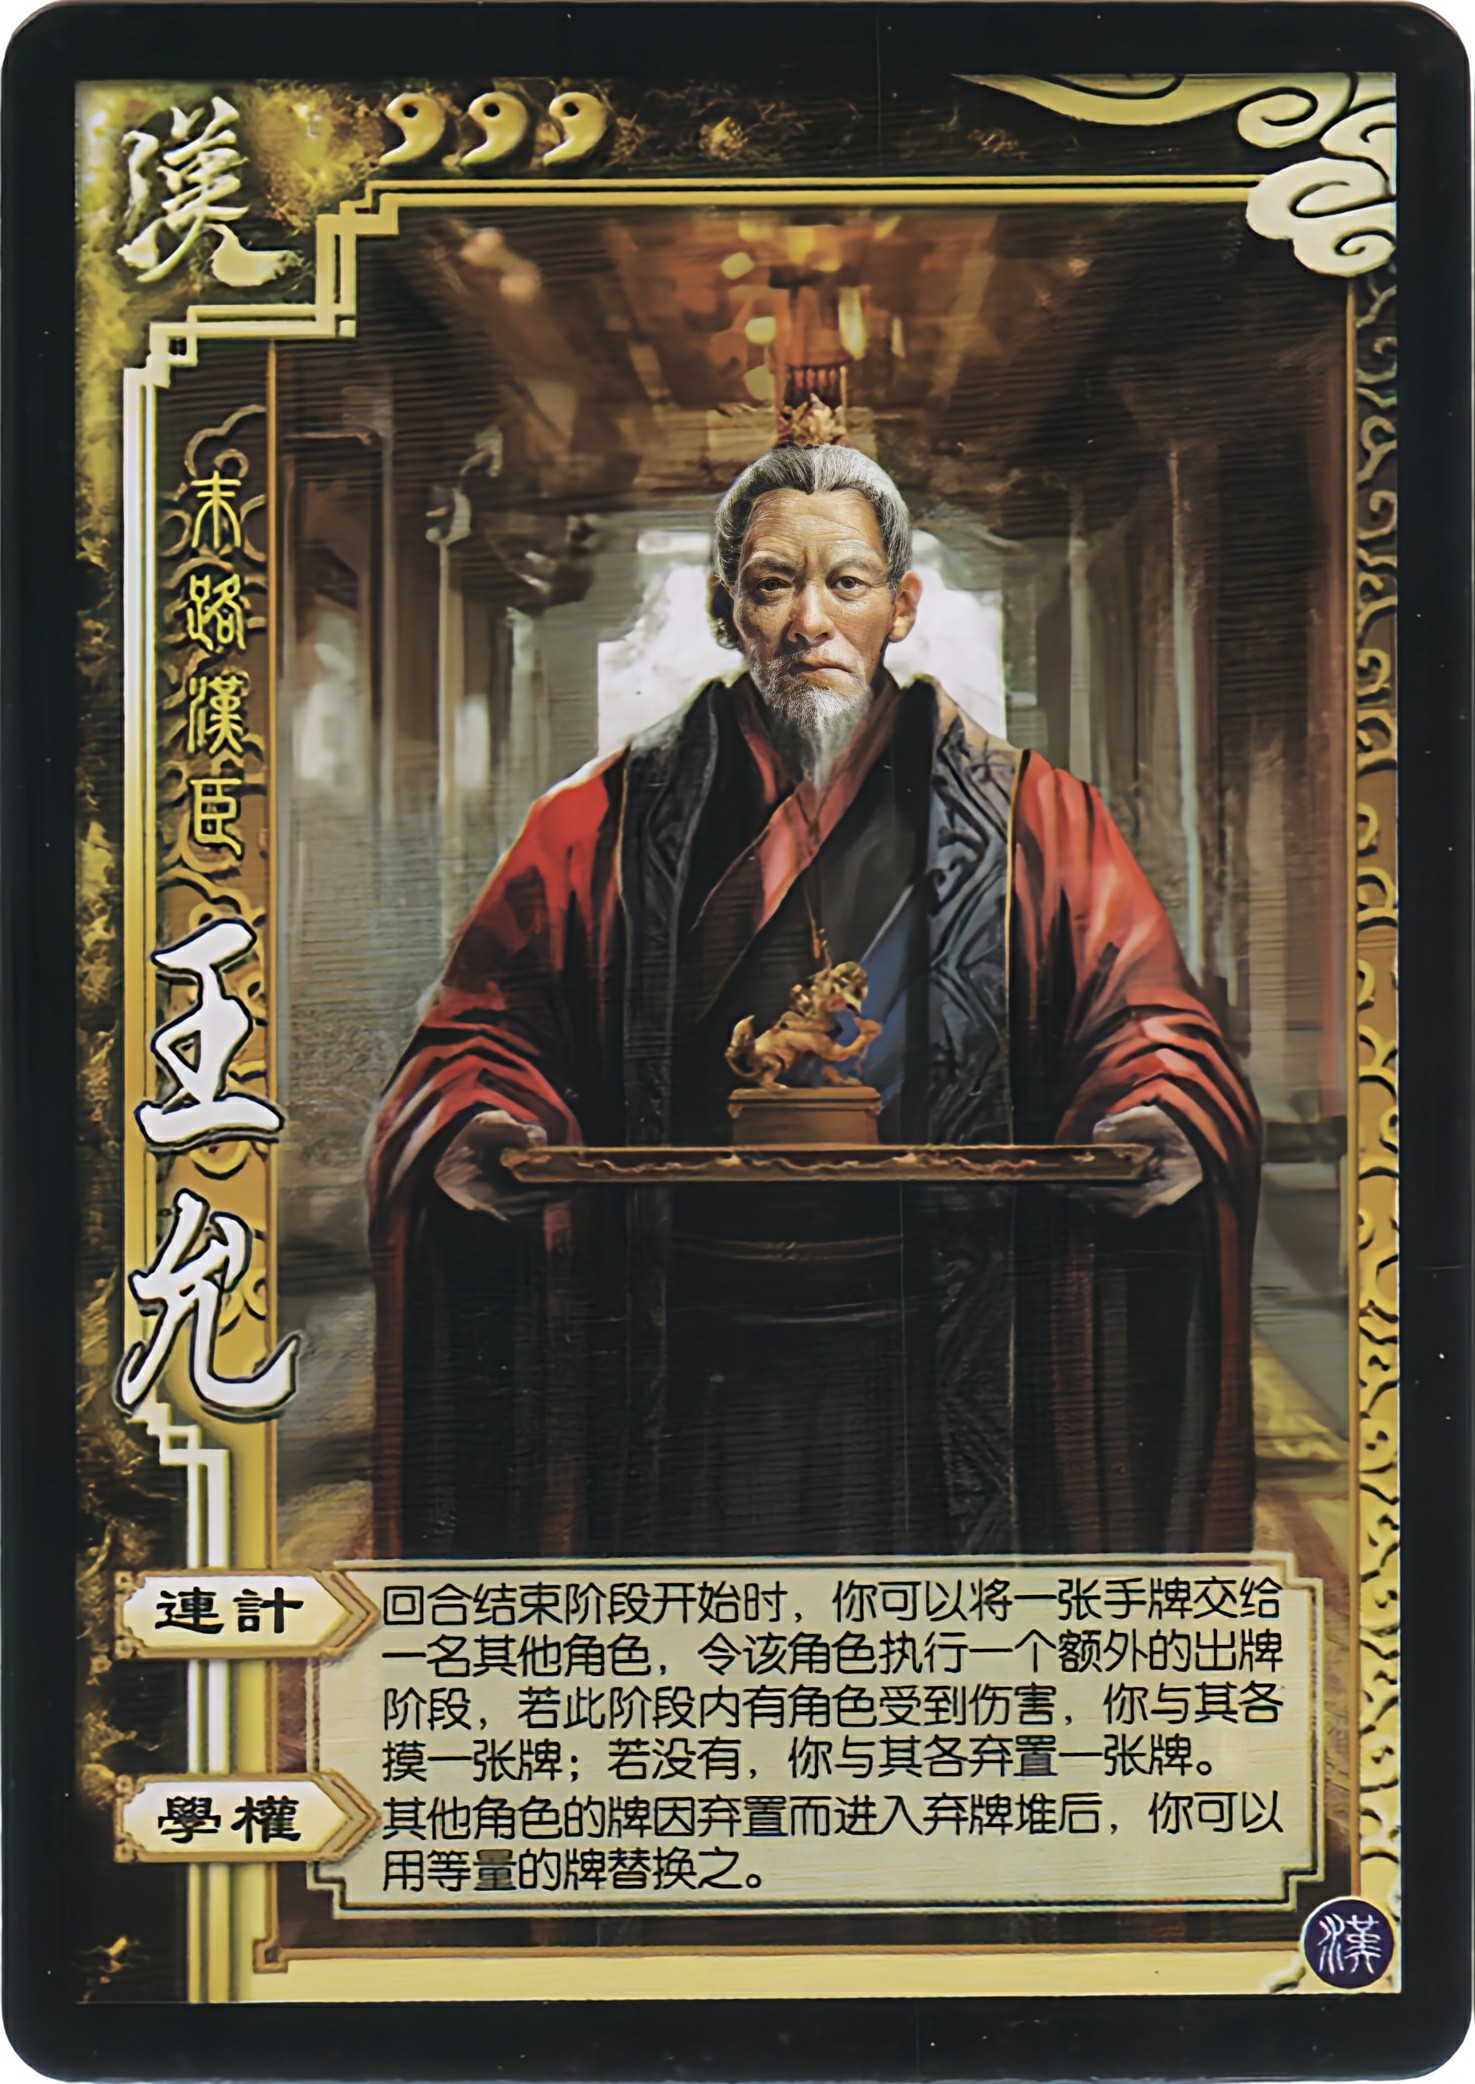 漢
末路漢臣
王允
連計
回合结束阶段开始时，你可以将一张手牌交给
一名其他角色，令该角色执行一个额外的出牌
阶段，若此阶段内有角色受到伤害，你与其各
摸一张牌；若没有，你与其各弃置一张牌。
學權
其他角色的牌因弃置而进入弃牌堆后，你可以
用等量的牌替换之。
漢